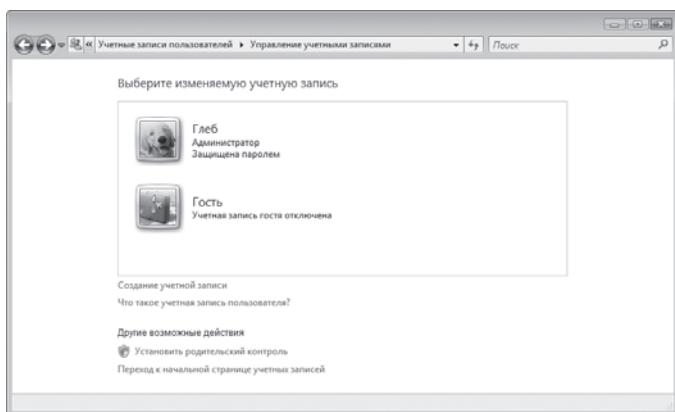 « Учетные записи пользователей ▸ Управление учетными записями Поиск
Выберите изменяемую учетную запись
Глеб
Администратор
Защищена паролем
Гость
Учетная запись гостя отключена
Создание учетной записи
Что такое учетная запись пользователя?
Другие возможные действия
Установить родительский контроль
Переход к начальной странице учетных записей